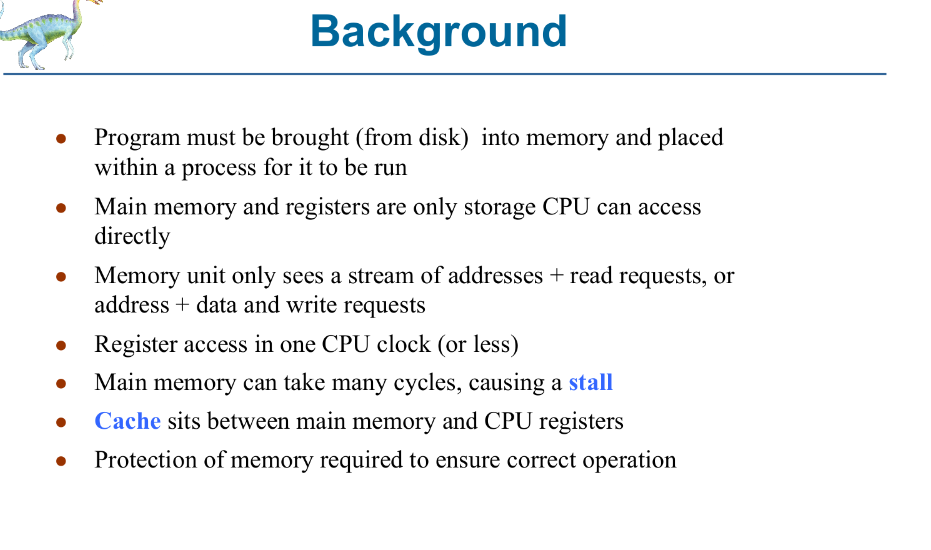 Background
● Program must be brought (from disk)  into memory and placed
within a process for it to be run
● Main memory and registers are only storage CPU can access
directly
● Memory unit only sees a stream of addresses + read requests, or
address + data and write requests
● Register access in one CPU clock (or less)
● Main memory can take many cycles, causing a stall
● Cache sits between main memory and CPU registers
● Protection of memory required to ensure correct operation